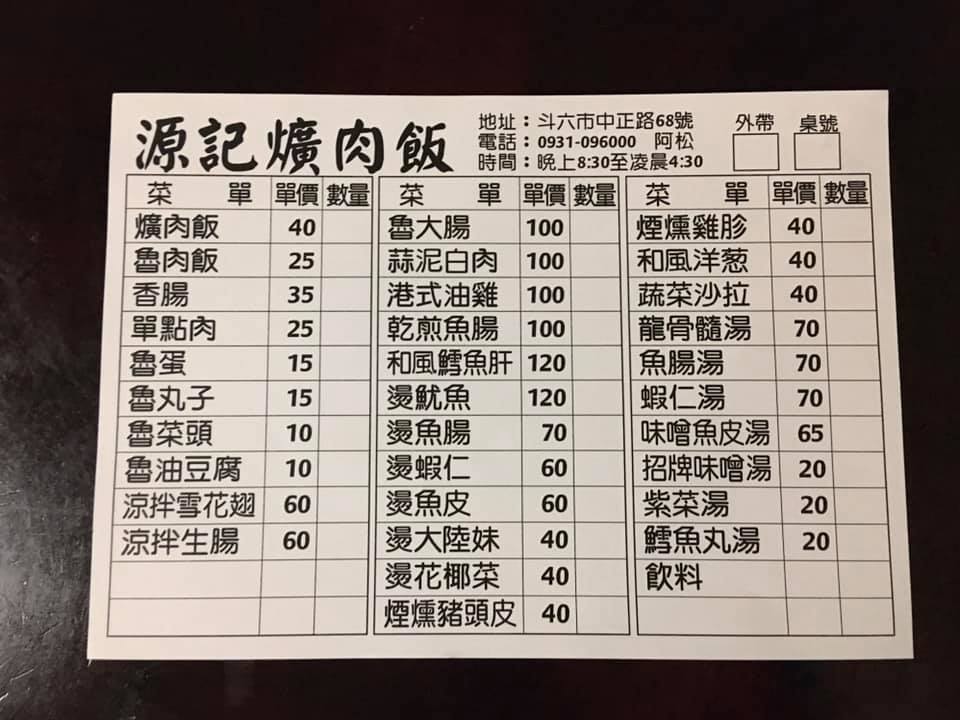 源記爌肉飯
地址：斗六市中正路68號
電話：0931-096000 阿松
時間：晚上8:30至凌晨4:30
外帶 桌號
菜單 單價 數量
爌肉飯 40
魯肉飯 25
香腸 35
單點肉 25
魯蛋 15
魯丸子 15
魯菜頭 10
魯油豆腐 10
涼拌雪花翅 60
涼拌生腸 60
菜單 單價 數量
魯大腸 100
蒜泥白肉 100
港式油雞 100
乾煎魚腸 100
和風鱈魚肝 120
燙魷魚 120
燙魚腸 70
燙蝦仁 60
燙魚皮 60
燙大陸妹 40
燙花椰菜 40
煙燻豬頭皮 40
菜單 單價 數量
煙燻雞胗 40
和風洋葱 40
蔬菜沙拉 40
龍骨髓湯 70
魚腸湯 70
蝦仁湯 70
味噌魚皮湯 65
招牌味噌湯 20
紫菜湯 20
鱈魚丸湯 20
飲料